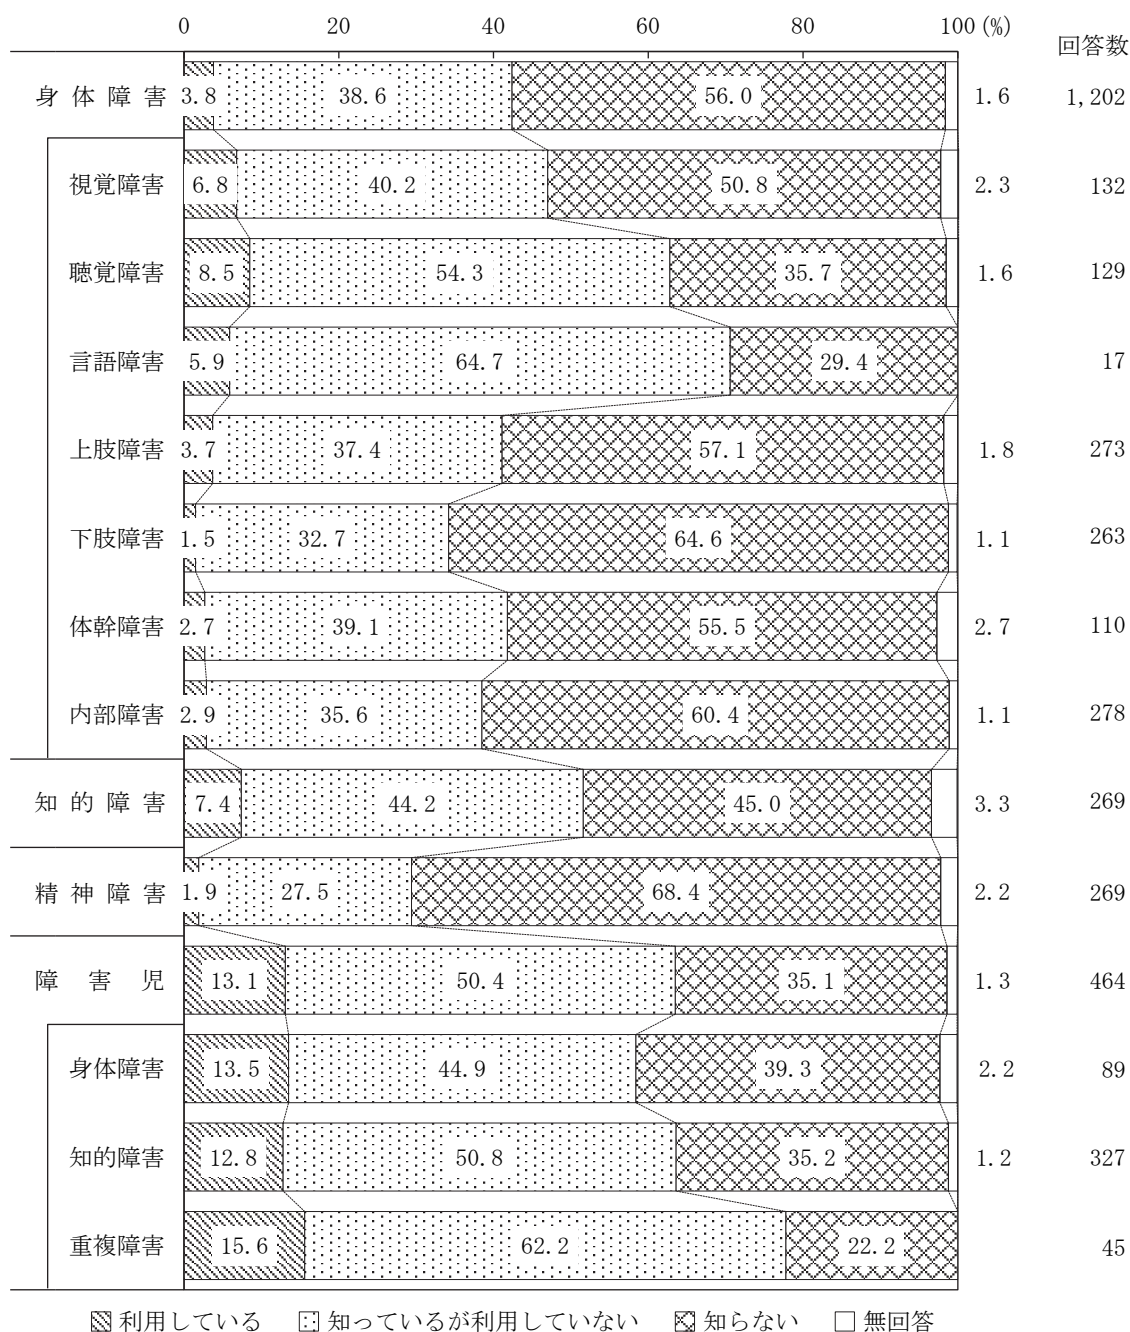 0 20 40 60 80 100 (%)
回答数
身体障害 3.8 38.6 56.0 1.6 1,202
視覚障害 6.8 40.2 50.8 2.3 132
聴覚障害 8.5 54.3 35.7 1.6 129
言語障害 5.9 64.7 29.4 17
上肢障害 3.7 37.4 57.1 1.8 273
下肢障害 1.5 32.7 64.6 1.1 263
体幹障害 2.7 39.1 55.5 2.7 110
内部障害 2.9 35.6 60.4 1.1 278
知的障害 7.4 44.2 45.0 3.3 269
精神障害 1.9 27.5 68.4 2.2 269
障害児 13.1 50.4 35.1 1.3 464
身体障害 13.5 44.9 39.3 2.2 89
知的障害 12.8 50.8 35.2 1.2 327
重複障害 15.6 62.2 22.2 45
利用している 知っているが利用していない 知らない 無回答